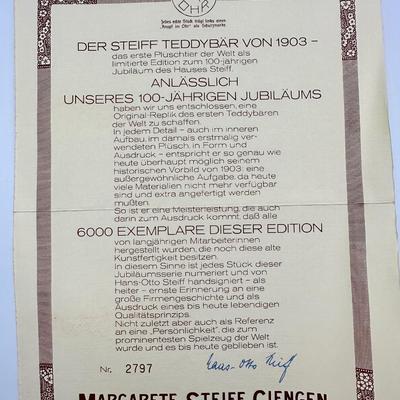 OHR
Jedes echte Stück trägt links einen
„Knopf im Ohr" als Schutzmarke
DER STEIFF TEDDYBÄR VON 1903 –
das erste Plüschtier der Welt als
limitierte Edition zum 100-jährigen
Jubiläum des Hauses Steiff.
ANLÄSSLICH
UNSERES 100-JÄHRIGEN JUBILÄUMS
haben wir uns entschlossen, eine
Original-Replik des ersten Teddybären
der Welt zu schaffen.
In jedem Detail – auch im inneren
Aufbau, im damals erstmalig ver-
wendeten Plüsch, in Form und
Ausdruck – entspricht er so genau wie
heute überhaupt möglich seinem
historischen Vorbild von 1903: eine
außergewöhnliche Aufgabe, da heute
viele Materialien nicht mehr verfügbar
sind und extra angefertigt werden
mußten.
So ist er eine Meisterleistung, die auch
darin zum Ausdruck kommt, daß alle
6000 EXEMPLARE DIESER EDITION
von langjährigen Mitarbeiterinnen
hergestellt wurden, die noch diese alte
Kunstfertigkeit besitzen.
In diesem Sinne ist jedes Stück dieser
Jubiläumsserie numeriert und von
Hans-Otto Steiff handsigniert – als
heiter – ernste Erinnerung an eine
große Firmengeschichte und als
Ausdruck eines bis heute lebendigen
Qualitätsprinzips.
Nicht zuletzt aber auch als Referenz
an eine „Persönlichkeit", die zum
prominentesten Spielzeug der Welt
wurde und es bis heute geblieben ist.
Nr. 2797 Hans-Otto Steiff
MARGARETE STEIFF GIENGEN